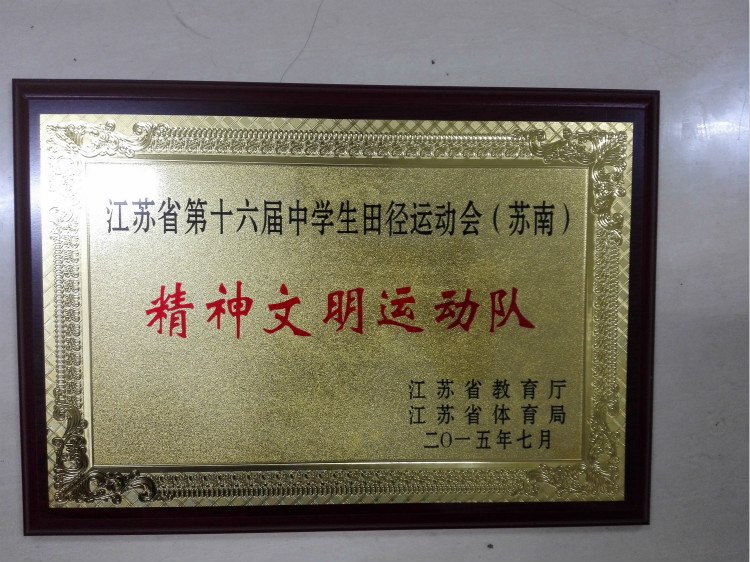 江苏省第十六届中学生田径运动会（苏南）
精神文明运动队
江苏省教育厅
江苏省体育局
二〇一五年七月